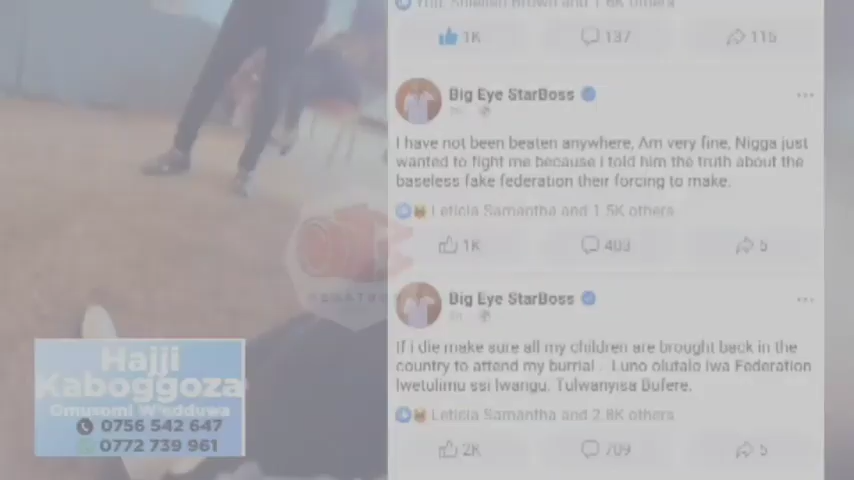 1K
137
115
Big Eye StarBoss
I have not been beaten anywhere, Am very fine, Nigga just
wanted to fight me because i told him the truth about the
baseless fake federation their forcing to make.
Leticia Samantha and 1.5K others
1K
403
5
Big Eye StarBoss
If i die make sure all my children are brought back in the
country to attend my burrial
Luno olutalo lwa Federation
lwetulimu ssi lwangu. Tulwanyisa Bufere.
Leticia Samantha and 2.8K others
2K
709
5
Hajji
Kaboggoza
Omusomi W'edduwa
0756 542 647
0772 739 961